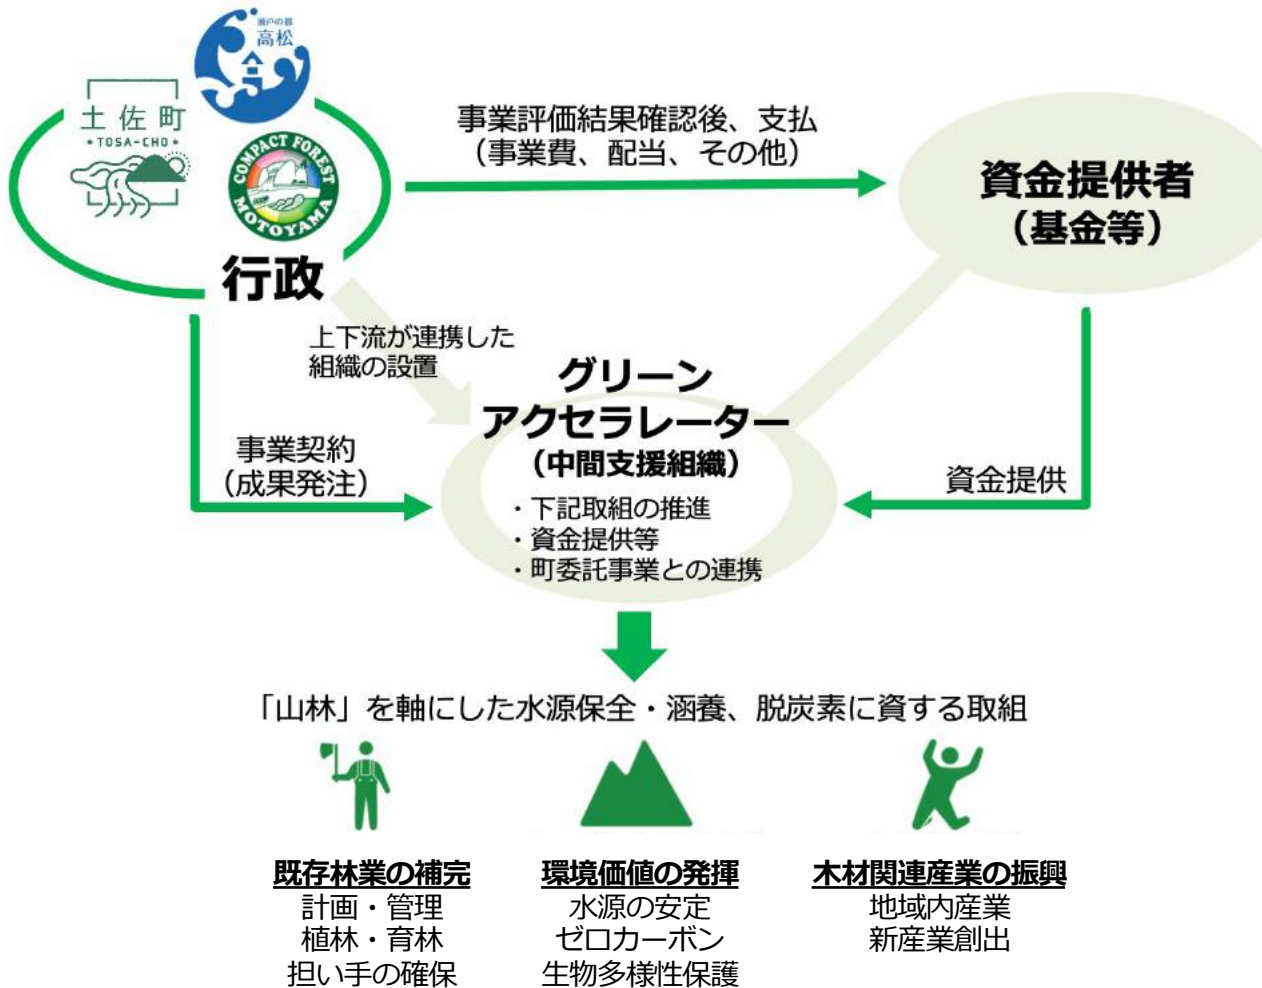 瀬戸の都
高松
土佐町
・TOSA-CHO・
COMPACT FOREST
MOTOYAMA
行政
事業評価結果確認後、支払
（事業費、配当、その他）
資金提供者
（基金等）
上下流が連携した
組織の設置
グリーン
アクセラレーター
（中間支援組織）
・下記取組の推進
・資金提供等
・町委託事業との連携
事業契約
（成果発注）
資金提供
「山林」を軸にした水源保全・涵養、脱炭素に資する取組
既存林業の補完
計画・管理
植林・育林
担い手の確保
環境価値の発揮
水源の安定
ゼロカーボン
生物多様性保護
木材関連産業の振興
地域内産業
新産業創出